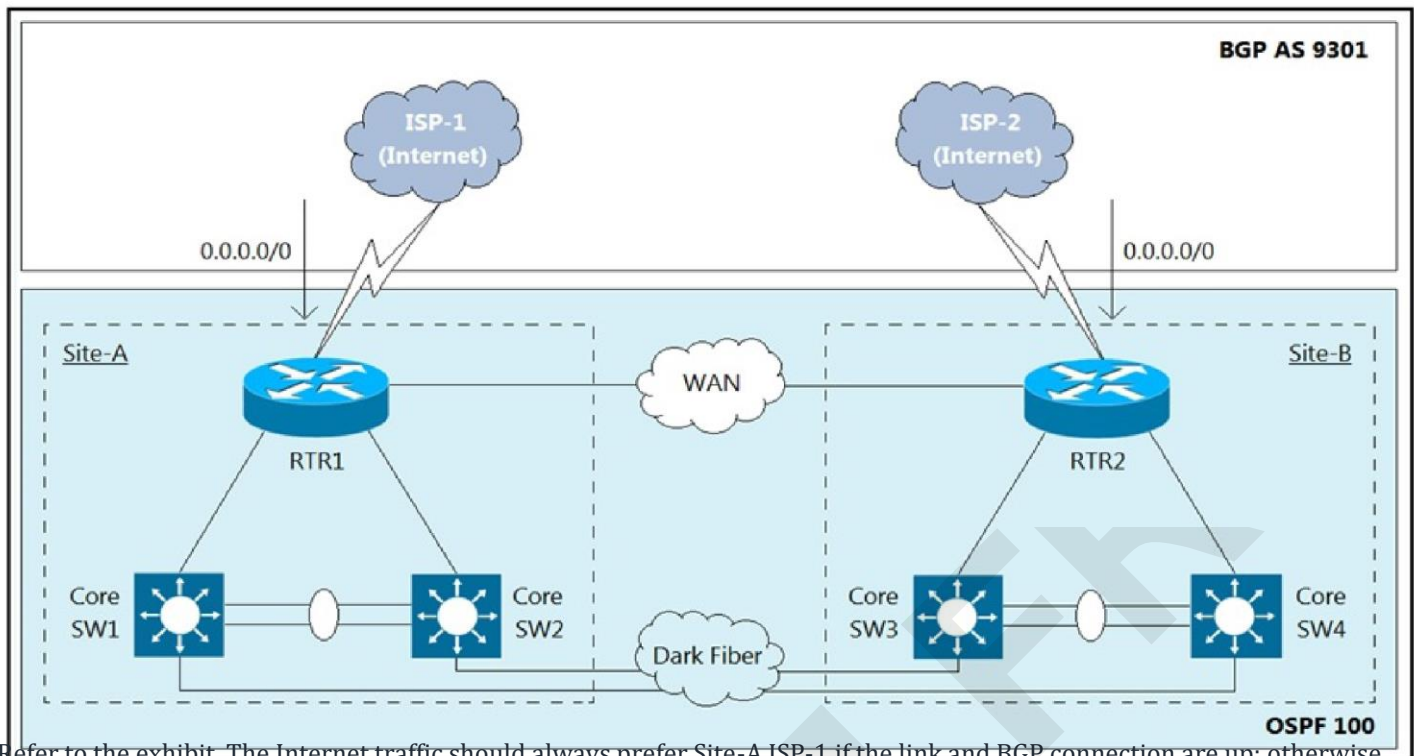 BGP AS 9301
ISP-1
(Internet)
ISP-2
(Internet)
0.0.0.0/0
0.0.0.0/0
Site-A
Site-B
WAN
RTR1
RTR2
Core
SW1
Core
SW2
Core
SW3
Core
SW4
Dark Fiber
OSPF 100
Refer to the exhibit. The Internet traffic should always prefer Site-A ISP-1 if the link and BGP connection are up; otherwise,